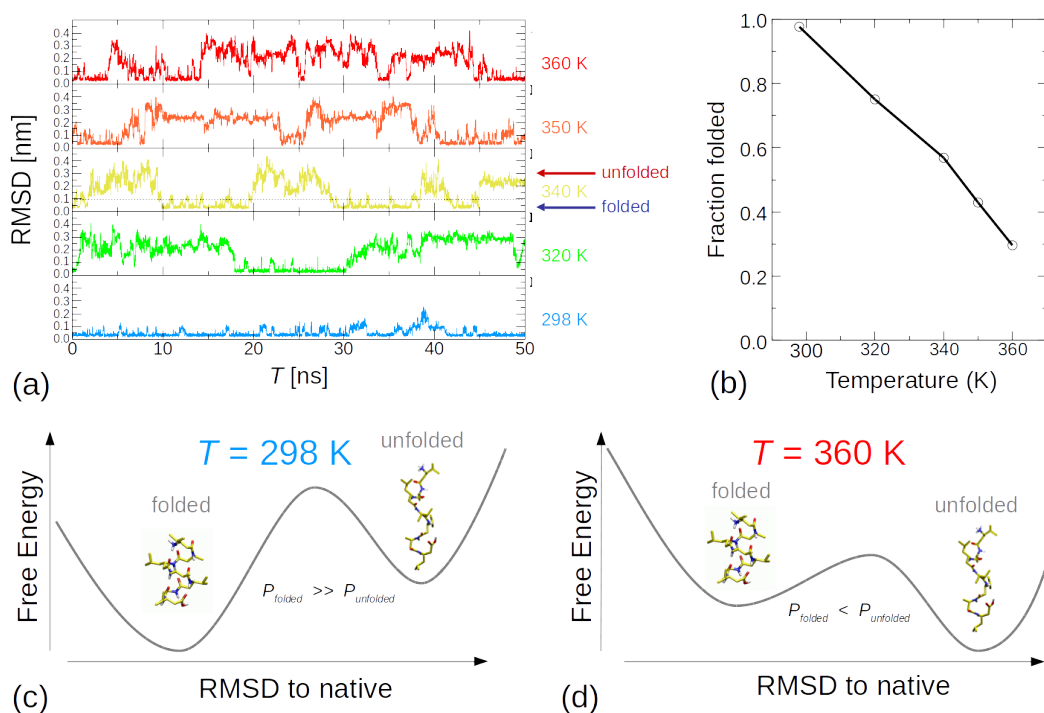 RMSD [nm]
0.4
0.3
0.2
0.1
0.0
360 K
0.4
0.3
0.2
0.1
0.0
350 K
0.4
0.3
0.2
0.1
0.0
unfolded
340 K
folded
0.4
0.3
0.2
0.1
0.0
320 K
0.4
0.3
0.2
0.1
0.0
298 K
0 10 20 30 40 50
T [ns]
(a)
Fraction folded
1.0
0.8
0.6
0.4
0.2
0.0
300 320 340 360
Temperature (K)
(b)
Free Energy
T = 298 K
unfolded
folded
P folded >> P unfolded
RMSD to native
(c)
Free Energy
T = 360 K
folded
unfolded
P folded < P unfolded
RMSD to native
(d)